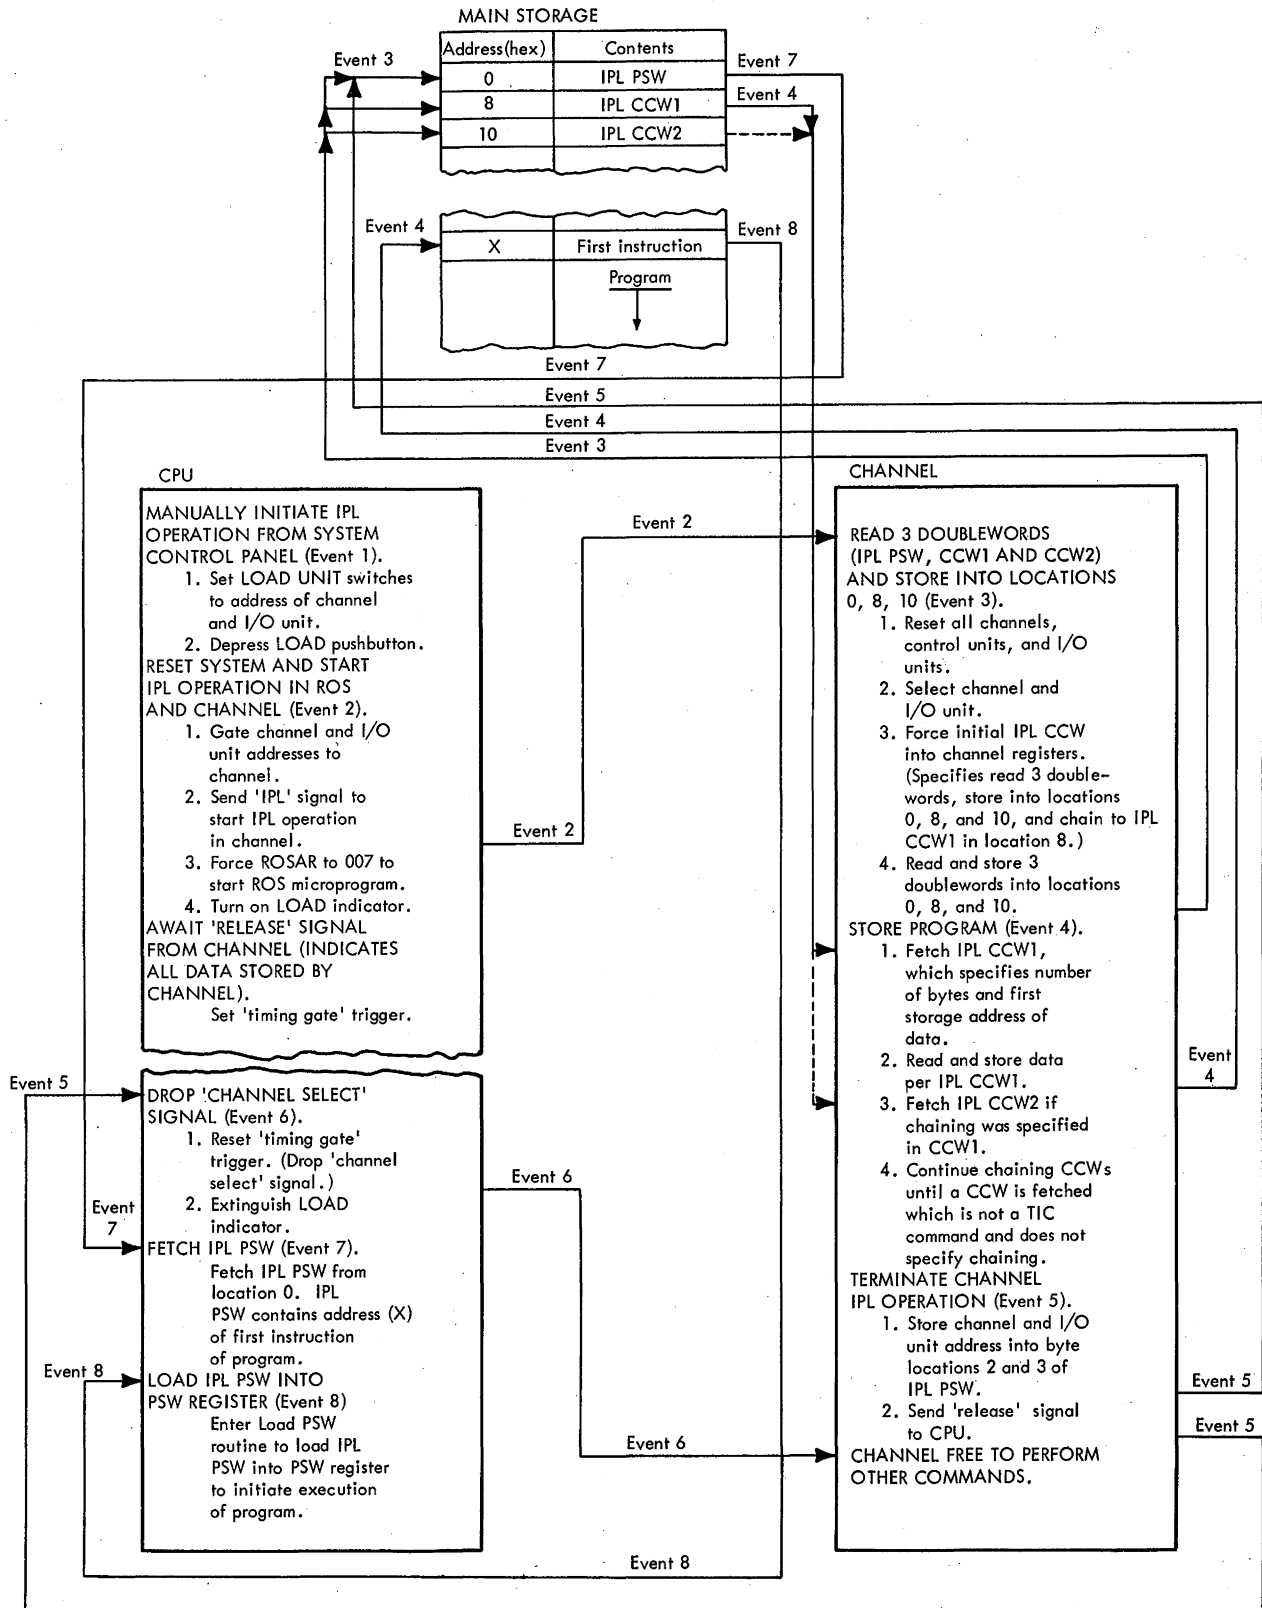 MAIN STORAGE
Address(hex) Contents
Event 3
Event 7
0 IPL PSW
Event 4
8 IPL CCW1
10 IPL CCW2
Event 4
Event 8
X First instruction
Program
Event 7
Event 5
Event 4
Event 3
CPU
MANUALLY INITIATE IPL
OPERATION FROM SYSTEM
CONTROL PANEL (Event 1).
1. Set LOAD UNIT switches
to address of channel
and I/O unit.
2. Depress LOAD pushbutton.
RESET SYSTEM AND START
IPL OPERATION IN ROS
AND CHANNEL (Event 2).
1. Gate channel and I/O
unit addresses to
channel.
2. Send 'IPL' signal to
start IPL operation
in channel.
3. Force ROSAR to 007 to
start ROS microprogram.
4. Turn on LOAD indicator.
AWAIT 'RELEASE' SIGNAL
FROM CHANNEL (INDICATES
ALL DATA STORED BY
CHANNEL).
Set 'timing gate' trigger.
Event 2
Event 2
Event 5
DROP 'CHANNEL SELECT'
SIGNAL (Event 6).
1. Reset 'timing gate'
trigger. (Drop 'channel
select' signal.)
2. Extinguish LOAD
indicator.
Event 6
Event
7
FETCH IPL PSW (Event 7).
Fetch IPL PSW from
location 0. IPL
PSW contains address (X)
of first instruction
of program.
Event 8
LOAD IPL PSW INTO
PSW REGISTER (Event 8)
Enter Load PSW
routine to load IPL
PSW into PSW register
to initiate execution
of program.
Event 6
Event 8
CHANNEL
READ 3 DOUBLEWORDS
(IPL PSW, CCW1 AND CCW2)
AND STORE INTO LOCATIONS
0, 8, 10 (Event 3).
1. Reset all channels,
control units, and I/O
units.
2. Select channel and
I/O unit.
3. Force initial IPL CCW
into channel registers.
(Specifies read 3 double-
words, store into locations
0, 8, and 10, and chain to IPL
CCW1 in location 8.)
4. Read and store 3
doublewords into locations
0, 8, and 10.
STORE PROGRAM (Event 4).
1. Fetch IPL CCW1,
which specifies number
of bytes and first
storage address of
data.
2. Read and store data
per IPL CCW1.
3. Fetch IPL CCW2 if
chaining was specified
in CCW1.
4. Continue chaining CCWs
until a CCW is fetched
which is not a TIC
command and does not
specify chaining.
Event
4
TERMINATE CHANNEL
IPL OPERATION (Event 5).
1. Store channel and I/O
unit address into byte
locations 2 and 3 of
IPL PSW.
2. Send 'release' signal
to CPU.
Event 5
Event 5
CHANNEL FREE TO PERFORM
OTHER COMMANDS.